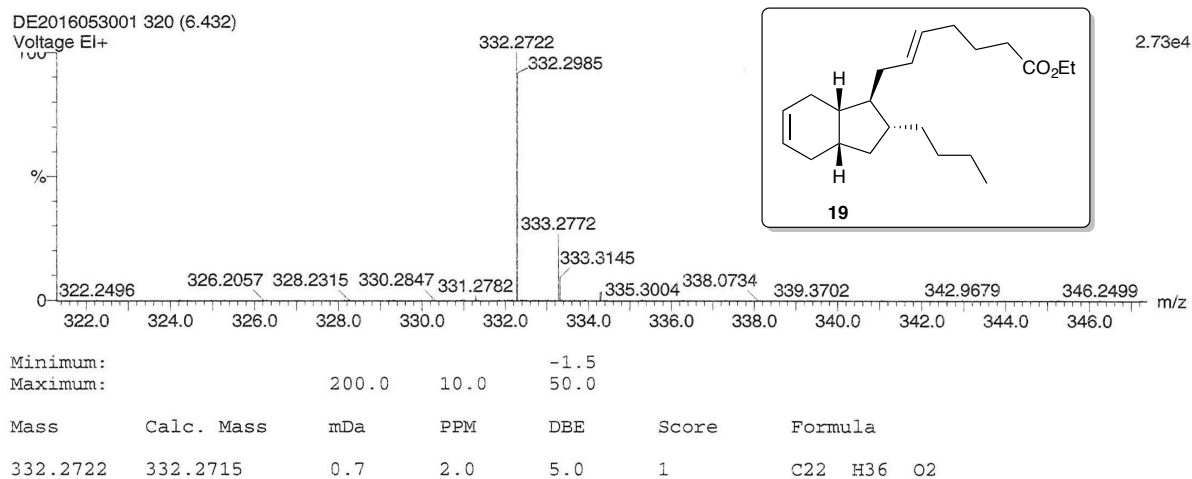 DE2016053001 320 (6.432)
Voltage EI+
100
2.73e4
332.2722
332.2985
%
333.2772
333.3145
322.2496 326.2057 328.2315 330.2847 331.2782 335.3004 338.0734 339.3702 342.9679 346.2499
0
m/z
322.0 324.0 326.0 328.0 330.0 332.0 334.0 336.0 338.0 340.0 342.0 344.0 346.0
H
CO2Et
H
19
Minimum: -1.5
Maximum: 200.0 10.0 50.0
Mass Calc. Mass mDa PPM DBE Score Formula
332.2722 332.2715 0.7 2.0 5.0 1 C22 H36 O2